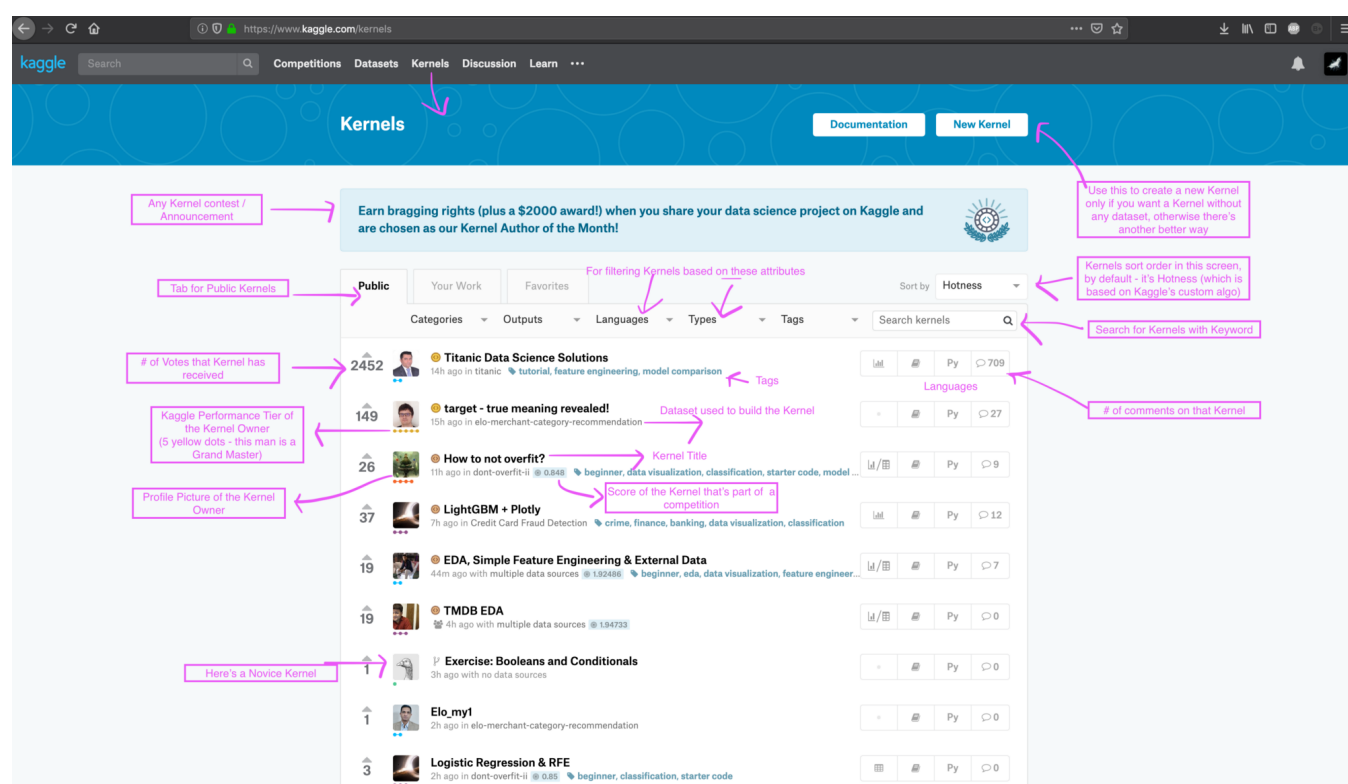 https://www.kaggle.com/kernels
kaggle
Search
Competitions Datasets Kernels Discussion Learn
Kernels
Documentation
New Kernel
Any Kernel contest /
Announcement
Earn bragging rights (plus a $2000 award!) when you share your data science project on Kaggle and
are chosen as our Kernel Author of the Month!
Use this to create a new Kernel
only if you want a Kernel without
any dataset, otherwise there's
another better way
For filtering Kernels based on these attributes
Kernels sort order in this screen,
by default - it's Hotness (which is
based on Kaggle's custom algo)
Tab for Public Kernels
Public Your Work Favorites
Sort by Hotness
Categories Outputs Languages Types Tags
Search kernels
Search for Kernels with Keyword
# of Votes that Kernel has
received
2452
Titanic Data Science Solutions
14h ago in titanic tutorial, feature engineering, model comparison
Py 709
Tags
Languages
# of comments on that Kernel
Kaggle Performance Tier of
the Kernel Owner
(5 yellow dots - this man is a
Grand Master)
149
target - true meaning revealed!
15h ago in elo-merchant-category-recommendation
Dataset used to build the Kernel
Py 27
26
How to not overfit?
Kernel Title
11h ago in dont-overfit-ii 0.848 beginner, data visualization, classification, starter code, model ...
Py 9
Profile Picture of the Kernel
Owner
Score of the Kernel that's part of a
competition
37
LightGBM + Plotly
7h ago in Credit Card Fraud Detection crime, finance, banking, data visualization, classification
Py 12
19
EDA, Simple Feature Engineering & External Data
44m ago with multiple data sources 1.92486 beginner, eda, data visualization, feature engineer...
Py 7
19
TMDB EDA
4h ago with multiple data sources 1.94733
Py 0
Here's a Novice Kernel
1
Exercise: Booleans and Conditionals
3h ago with no data sources
Py 0
1
Elo_my1
2h ago in elo-merchant-category-recommendation
Py 0
3
Logistic Regression & RFE
2h ago in dont-overfit-ii 0.85 beginner, classification, starter code
Py 0